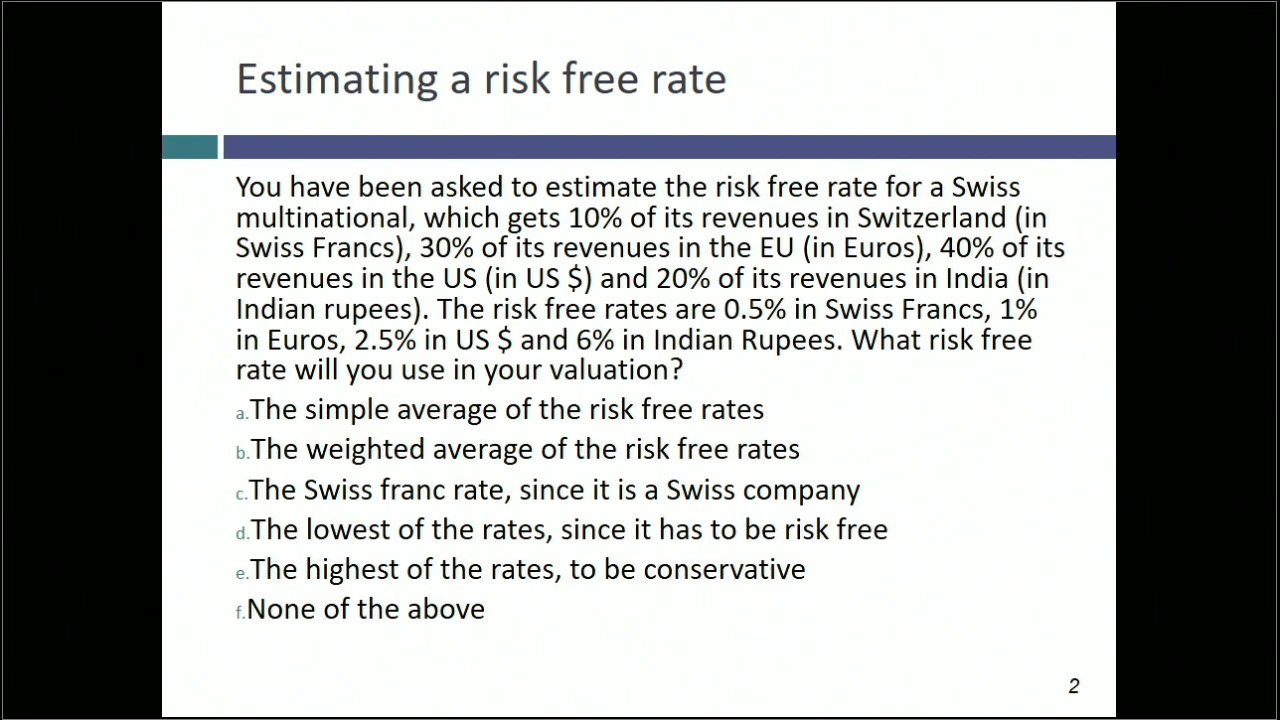 Estimating a risk free rate
You have been asked to estimate the risk free rate for a Swiss
multinational, which gets 10% of its revenues in Switzerland (in
Swiss Francs), 30% of its revenues in the EU (in Euros), 40% of its
revenues in the US (in US $) and 20% of its revenues in India (in
Indian rupees). The risk free rates are 0.5% in Swiss Francs, 1%
in Euros, 2.5% in US $ and 6% in Indian Rupees. What risk free
rate will you use in your valuation?
a.The simple average of the risk free rates
b.The weighted average of the risk free rates
c.The Swiss franc rate, since it is a Swiss company
d.The lowest of the rates, since it has to be risk free
e.The highest of the rates, to be conservative
f.None of the above
2